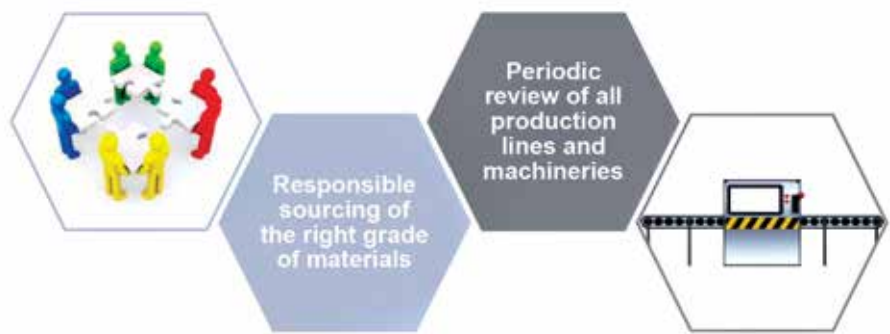 Responsible
sourcing of
the right grade
of materials
Periodic
review of all
production
lines and
machineries